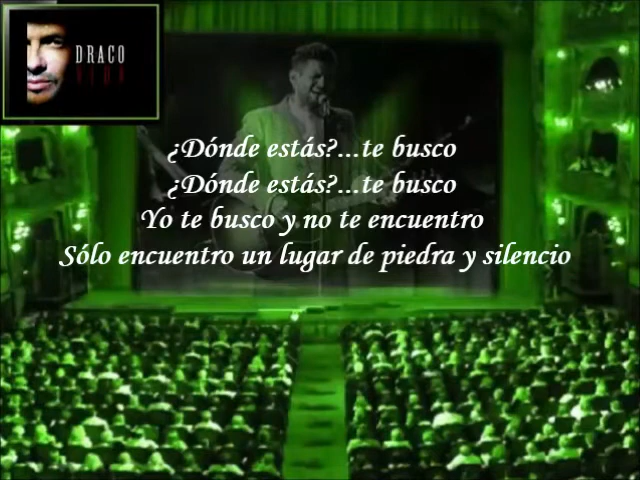 DRACO
VIDA
¿Dónde estás?...te busco
¿Dónde estás?...te busco
Yo te busco y no te encuentro
Sólo encuentro un lugar de piedra y silencio